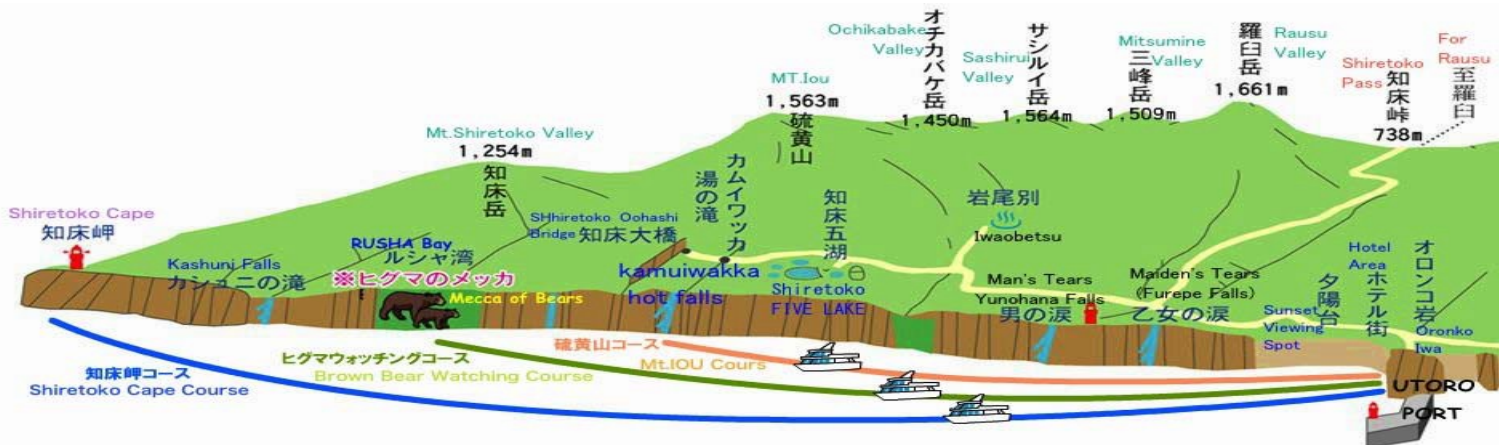 Ochikabake
Valley
オチカバケ岳
1,450m
Sashirui
Valley
サシルイ岳
1,564m
Mitsumine
Valley
三峰岳
1,509m
羅臼岳
1,661m
Rausu
Valley
Shiretoko
Pass
知床峠
738m
For
Rausu
至羅臼
MT.Iou
1,563m
硫黄山
Mt.Shiretoko Valley
1,254m
知床岳
カムイワッカ
湯の滝
知床五湖
岩尾別
Iwaobetsu
Shiretoko Cape
知床岬
SHhiretoko Oohashi
Bridge 知床大橋
RUSHA Bay
ルシャ湾
※ヒグマのメッカ
Mecca of Bears
Kashuni Falls
カシュニの滝
kamuiwakka
hot falls
Shiretoko
FIVE LAKE
Man's Tears
Yunohana Falls
男の涙
Maiden's Tears
(Furepe Falls)
乙女の涙
Sunset
Viewing
Spot
夕陽台
Hotel
Area
ホテル街
オロンコ岩
Oronko
Iwa
硫黄山コース
Mt.IOU Cours
ヒグマウォッチングコース
Brown Bear Watching Course
知床岬コース
Shiretoko Cape Course
UTORO
PORT